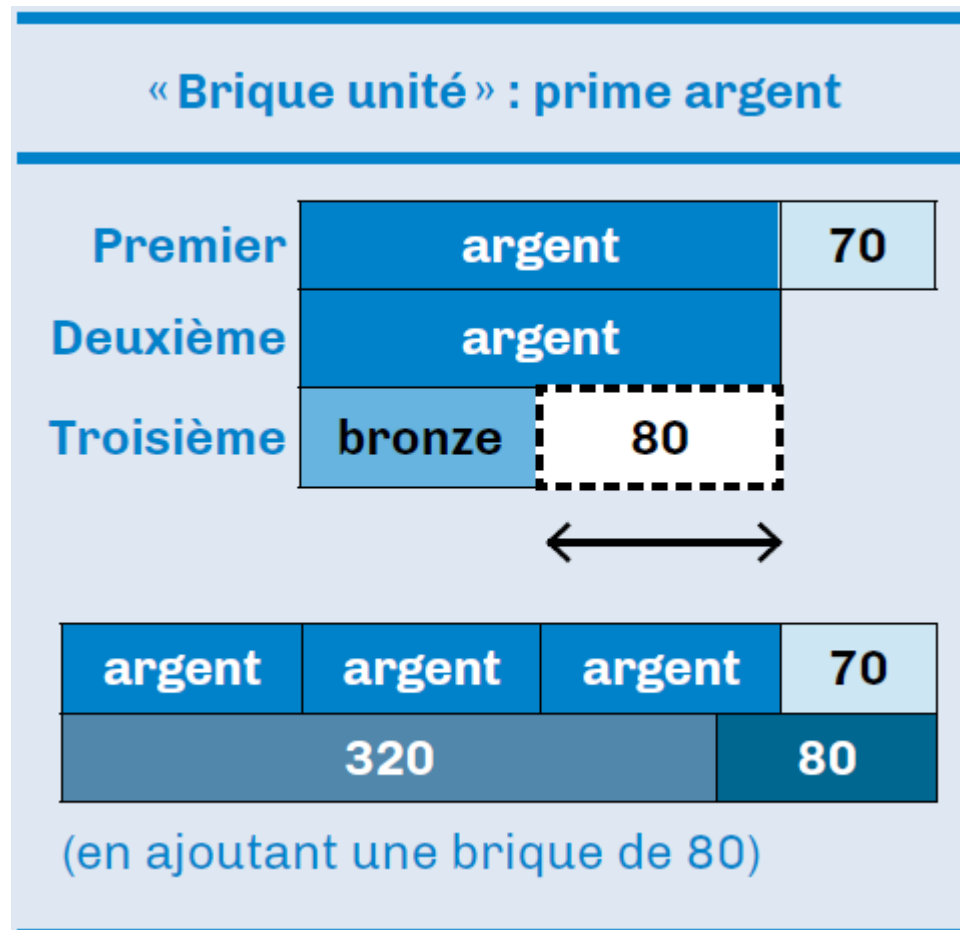 « Brique unité » : prime argent
Premier argent 70
Deuxième argent
Troisième bronze 80
argent argent argent 70
320 80
(en ajoutant une brique de 80)